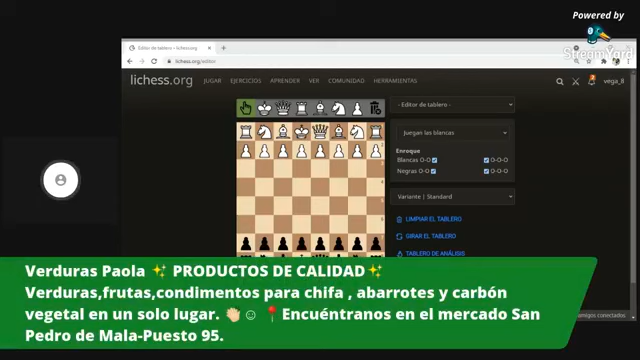 Powered by
StreamYard
Editor de tablero - lichess.org
lichess.org/editor
lichess.org JUGAR EJERCICIOS APRENDER VER COMUNIDAD HERRAMIENTAS vega_8
- Editor de tablero -
Juegan las blancas
Enroque
Blancas O-O O-O-O
Negras O-O O-O-O
Variante | Standard
LIMPIAR EL TABLERO
GIRAR EL TABLERO
TABLERO DE ANÁLISIS
Verduras Paola ✨ PRODUCTOS DE CALIDAD✨
Verduras,frutas,condimentos para chifa , abarrotes y carbón
vegetal en un solo lugar. 👏🏻☺ 📍Encuéntranos en el mercado San
Pedro de Mala-Puesto 95.
amigos conectados